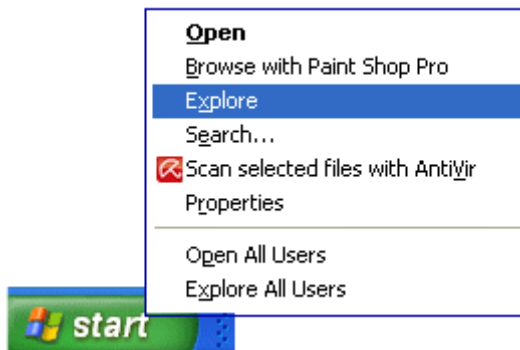 Open
Browse with Paint Shop Pro
Explore
Search...
Scan selected files with AntiVir
Properties
Open All Users
Explore All Users
start